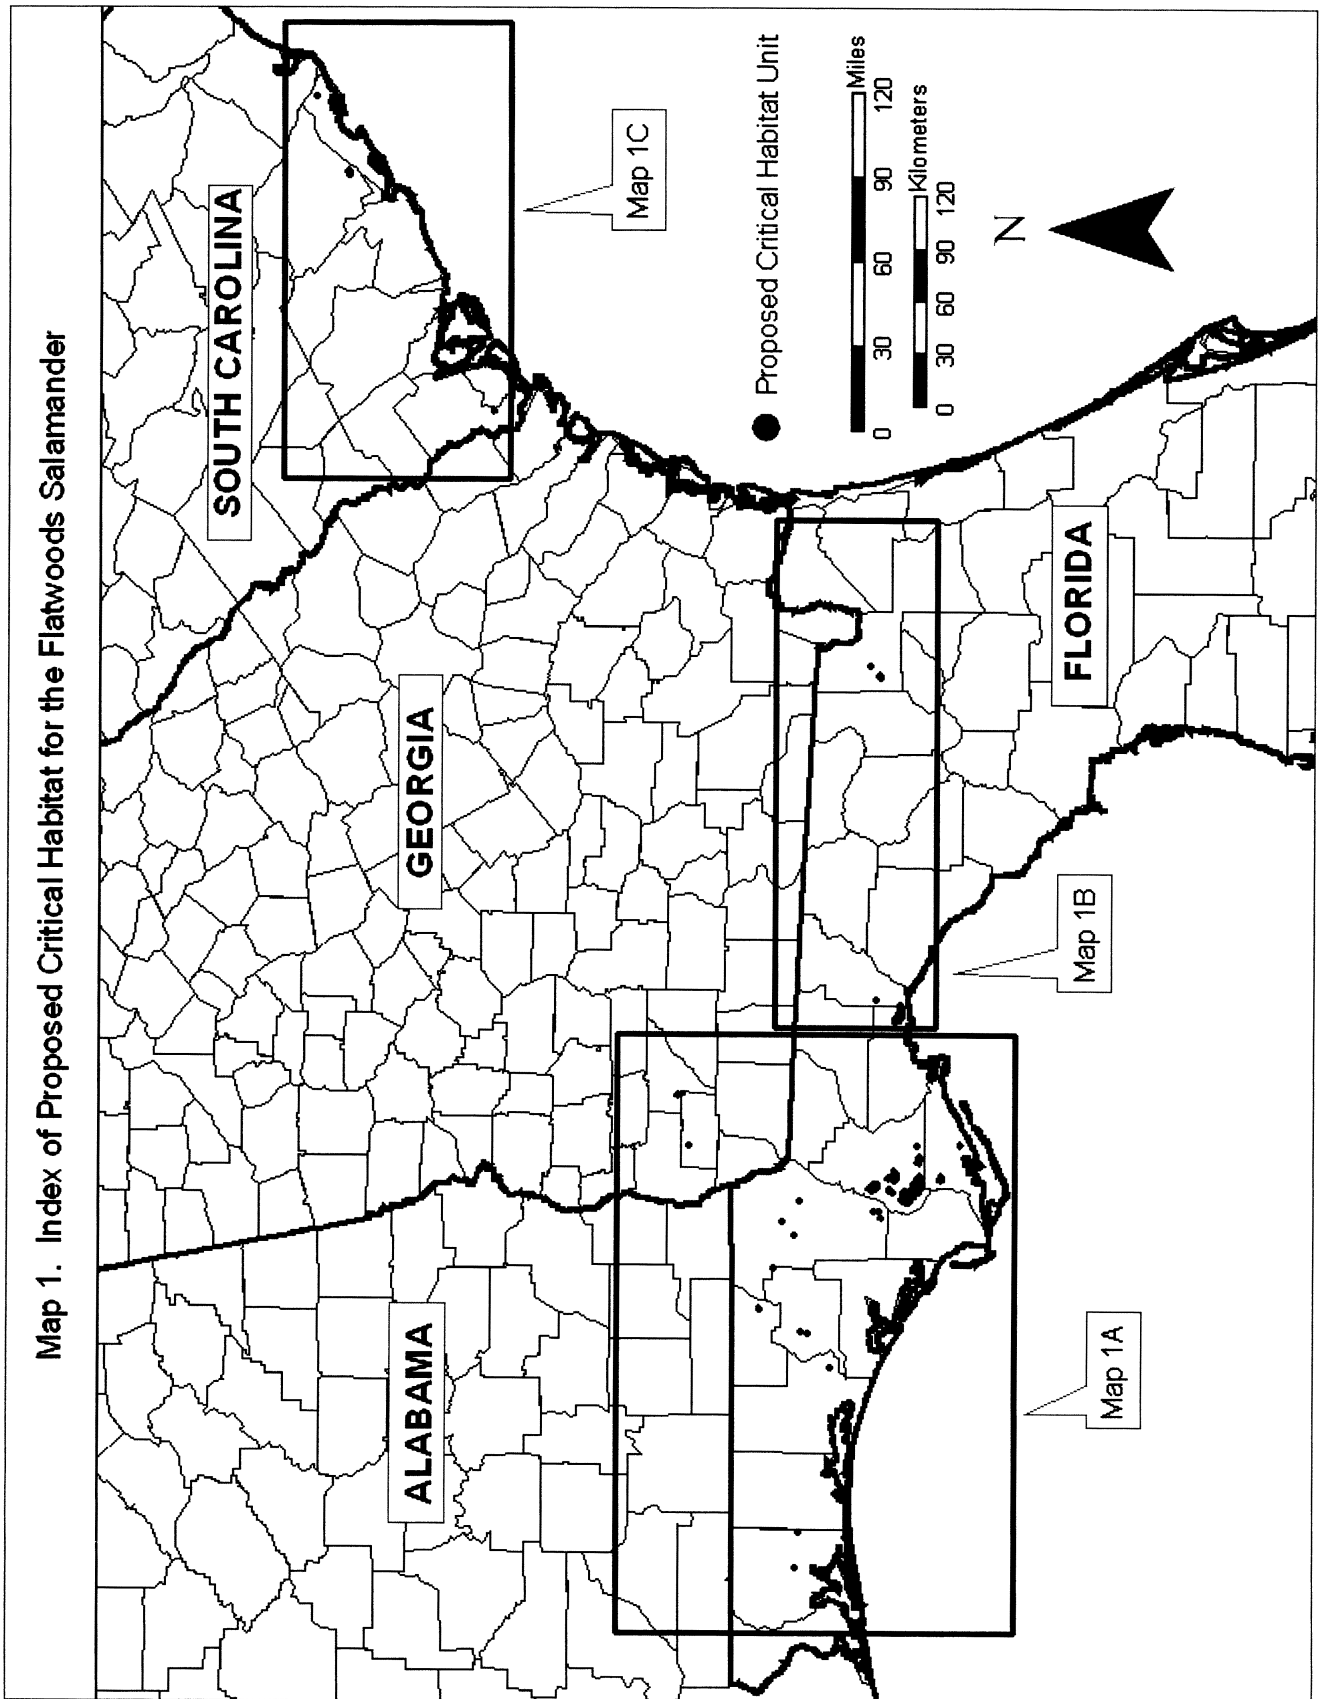 Map 1. Index of Proposed Critical Habitat for the Flatwoods Salamander
SOUTH CAROLINA
GEORGIA
ALABAMA
FLORIDA
Map 1C
Map 1B
Map 1A
Proposed Critical Habitat Unit
Miles
0 30 60 90 120
Kilometers
0 30 60 90 120
N